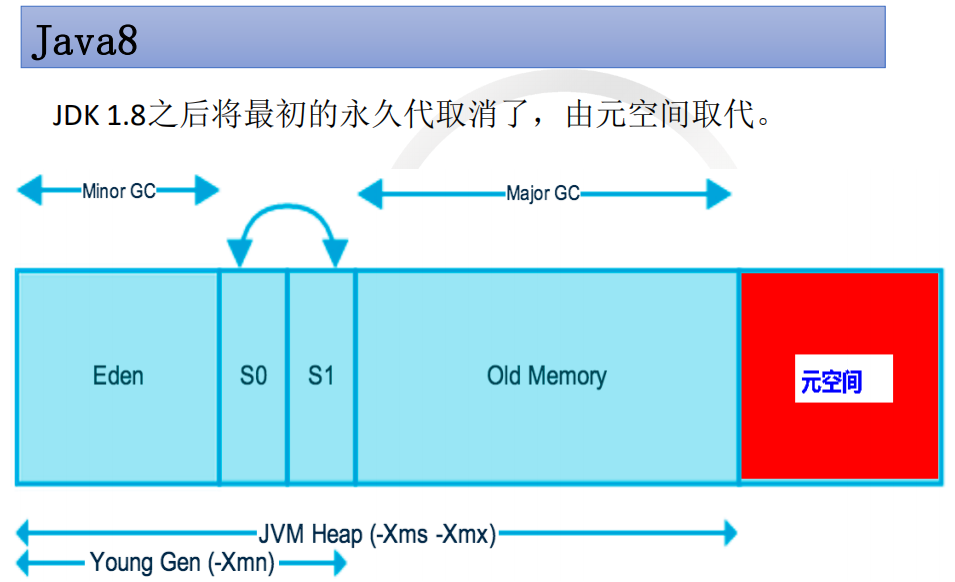 Java8
JDK 1.8之后将最初的永久代取消了，由元空间取代。
Minor GC
Major GC
Eden
S0
S1
Old Memory
元空间
JVM Heap (-Xms -Xmx)
Young Gen (-Xmn)